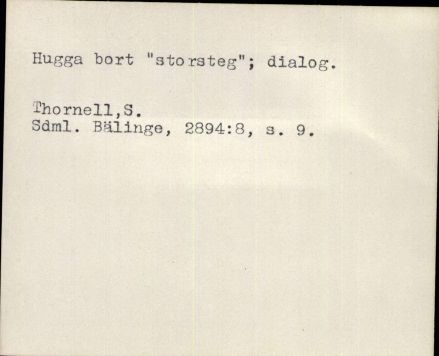 Hugga bort "storsteg"; dialog.
Thornell,S.
Sdml. Bälinge, 2894:8, s. 9.